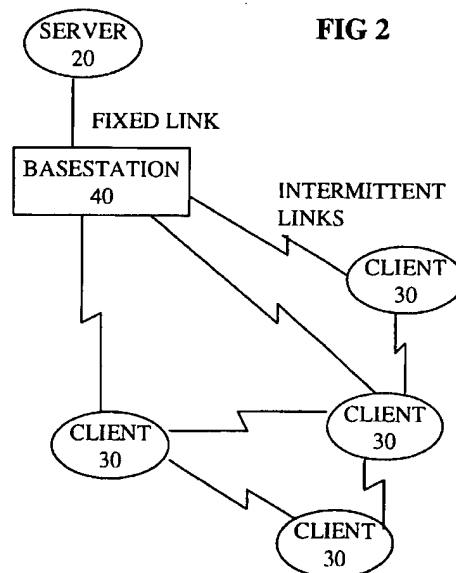 FIG 2
SERVER
20
FIXED LINK
BASESTATION
40
INTERMITTENT
LINKS
CLIENT
30
CLIENT
30
CLIENT
30
CLIENT
30